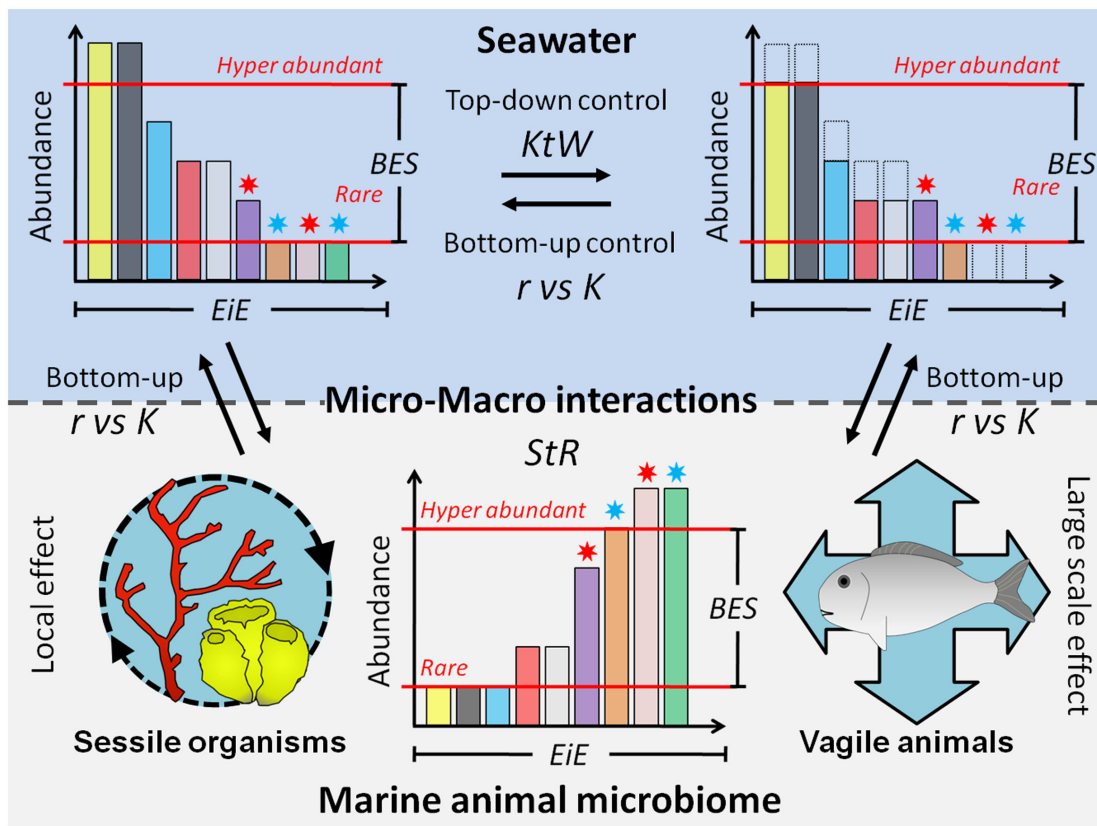 Seawater
Abundance
Hyper abundant
Rare
BES
EiE
Top-down control
KtW
Bottom-up control
r vs K
Abundance
Hyper abundant
Rare
BES
EiE
Bottom-up
r vs K
Micro-Macro interactions
Bottom-up
r vs K
Local effect
Sessile organisms
StR
Abundance
Hyper abundant
Rare
BES
EiE
Large scale effect
Vagile animals
Marine animal microbiome